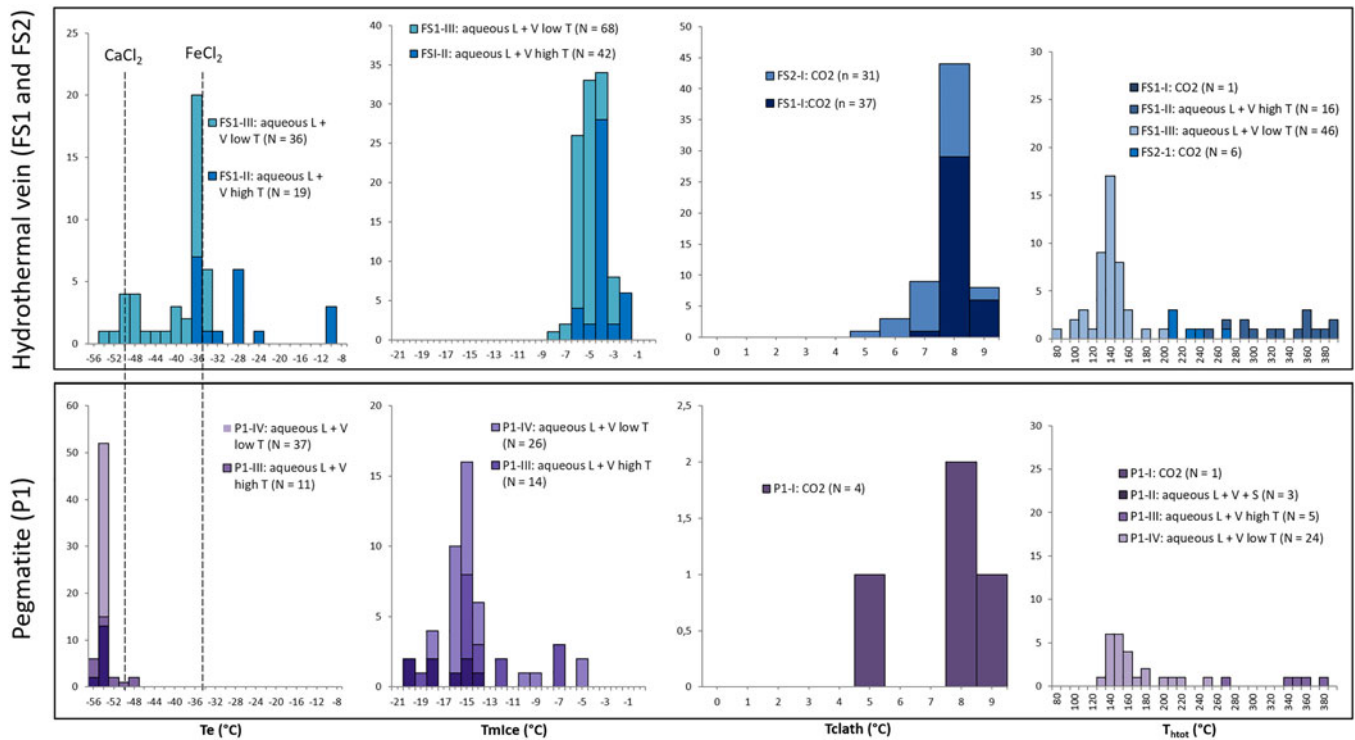 Hydrothermal vein (FS1 and FS2)
CaCl₂
FeCl₂
25
20
15
10
5
0
FS1-III: aqueous L +
V low T (N = 36)
FS1-II: aqueous L +
V high T (N = 19)
-56 -52 -48 -44 -40 -36 -32 -28 -24 -20 -16 -12 -8
40
35
30
25
20
15
10
5
0
FS1-III: aqueous L + V low T (N = 68)
FSI-II: aqueous L + V high T (N = 42)
-21 -19 -17 -15 -13 -11 -9 -7 -5 -3 -1
50
45
40
35
30
25
20
15
10
5
0
FS2-I: CO2 (n = 31)
FS1-I:CO2 (n = 37)
0 1 2 3 4 5 6 7 8 9
30
25
20
15
10
5
0
FS1-I: CO2 (N = 1)
FS1-II: aqueous L + V high T (N = 16)
FS1-III: aqueous L + V low T (N = 46)
FS2-1: CO2 (N = 6)
80 100 120 140 160 180 200 220 240 260 280 300 320 340 360 380
Pegmatite (P1)
60
50
40
30
20
10
0
P1-IV: aqueous L + V
low T (N = 37)
P1-III: aqueous L + V
high T (N = 11)
-56 -52 -48 -44 -40 -36 -32 -28 -24 -20 -16 -12 -8
Te (°C)
20
15
10
5
0
P1-IV: aqueous L + V low T
(N = 26)
P1-III: aqueous L + V high T
(N = 14)
-21 -19 -17 -15 -13 -11 -9 -7 -5 -3 -1
TmIce (°C)
2,5
2
1,5
1
0,5
0
P1-I: CO2 (N = 4)
0 1 2 3 4 5 6 7 8 9
Tclath (°C)
30
25
20
15
10
5
0
P1-I: CO2 (N = 1)
P1-II: aqueous L + V + S (N = 3)
P1-III: aqueous L + V high T (N = 5)
P1-IV: aqueous L + V low T (N = 24)
80 100 120 140 160 180 200 220 240 260 280 300 320 340 360 380
Tₕₜₒₜ (°C)